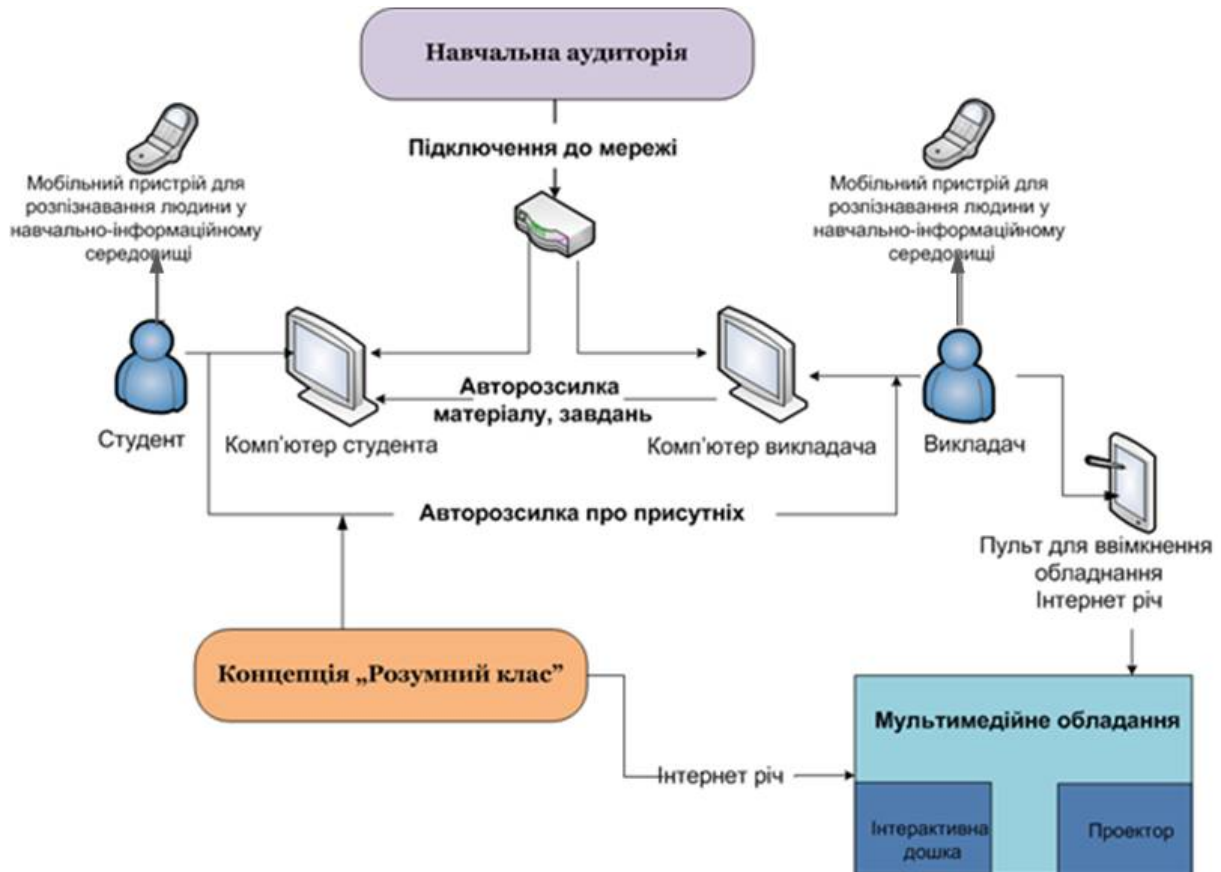 Навчальна аудиторія
Підключення до мережі
Мобільний пристрій для
розпізнавання людини у
навчально-інформаційному
середовищі
Мобільний пристрій для
розпізнавання людини у
навчально-інформаційному
середовищі
Авторозсилка
матеріалу, завдань
Студент
Комп'ютер студента
Комп'ютер викладача
Викладач
Авторозсилка про присутніх
Пульт для ввімкнення
обладнання
Інтернет річ
Концепція „Розумний клас”
Мультимедійне обладання
Інтернет річ
Інтерактивна
дошка
Проектор